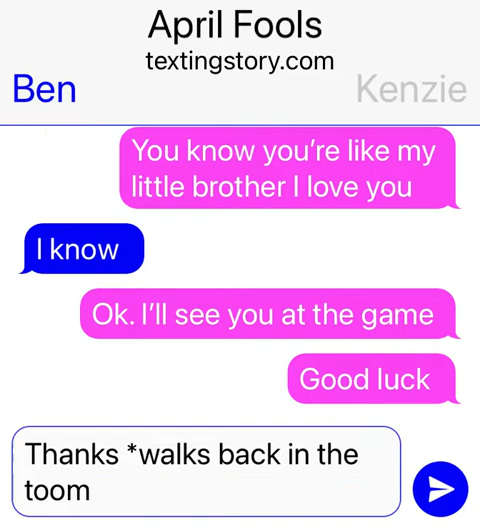 April Fools
textingstory.com
Ben Kenzie
You know you're like my
little brother I love you
I know
Ok. I'll see you at the game
Good luck
Thanks *walks back in the
toom